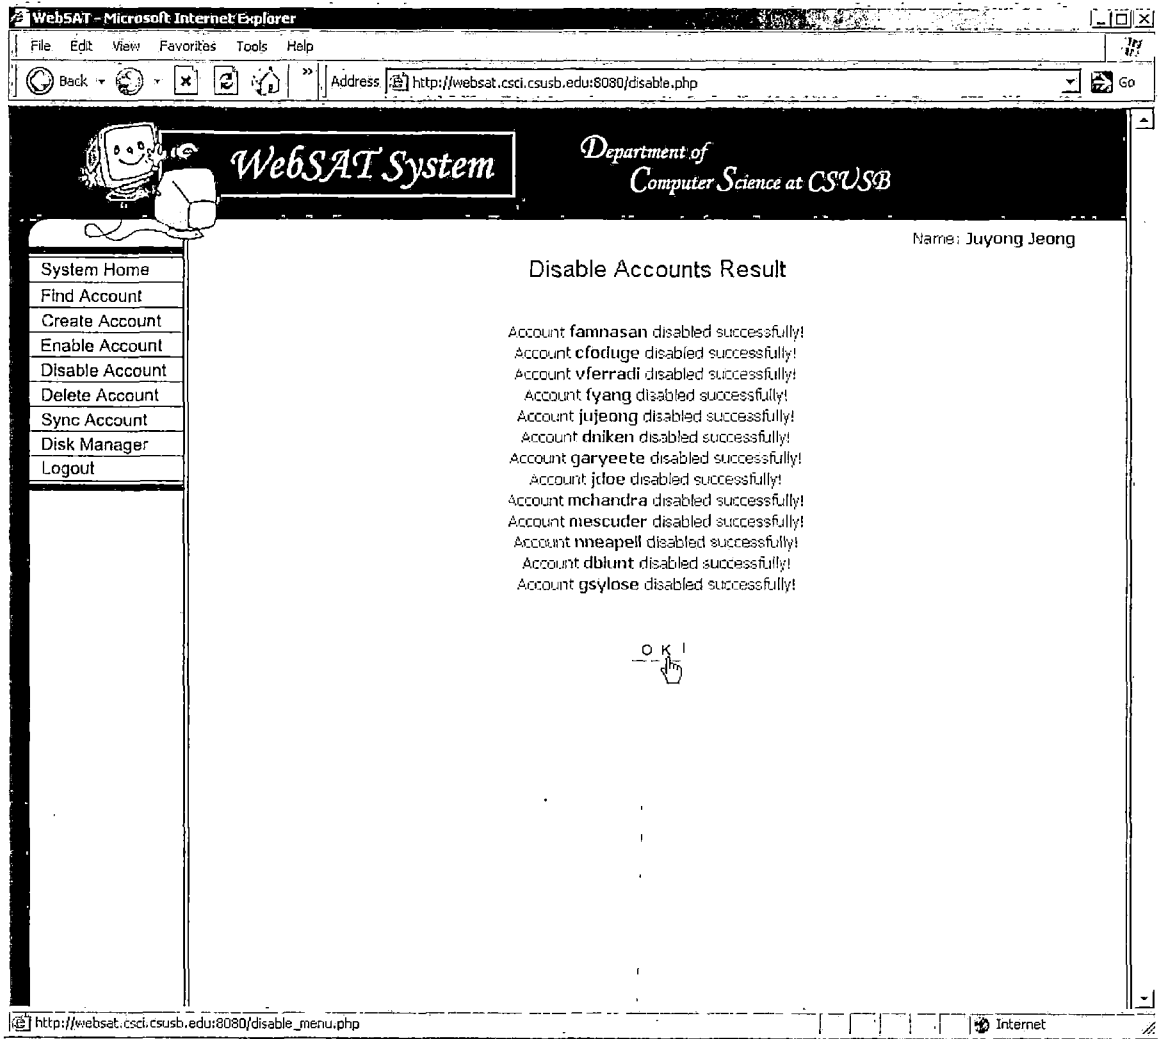 WebSAT - Microsoft Internet Explorer
File Edit View Favorites Tools Help
Back » Address http://websat.csci.csusb.edu:8080/disable.php Go
WebSAT System
Department of
Computer Science at CSUSB
Name: Juyong Jeong
System Home
Find Account
Create Account
Enable Account
Disable Account
Delete Account
Sync Account
Disk Manager
Logout
Disable Accounts Result
Account famnasan disabled successfully!
Account cfoduge disabled successfully!
Account vferradi disabled successfully!
Account fyang disabled successfully!
Account jujeong disabled successfully!
Account dniken disabled successfully!
Account garyeete disabled successfully!
Account jdoe disabled successfully!
Account mchandra disabled successfully!
Account mescuder disabled successfully!
Account nneapell disabled successfully!
Account dblunt disabled successfully!
Account gsylose disabled successfully!
O K
http://websat.csci.csusb.edu:8080/disable_menu.php Internet